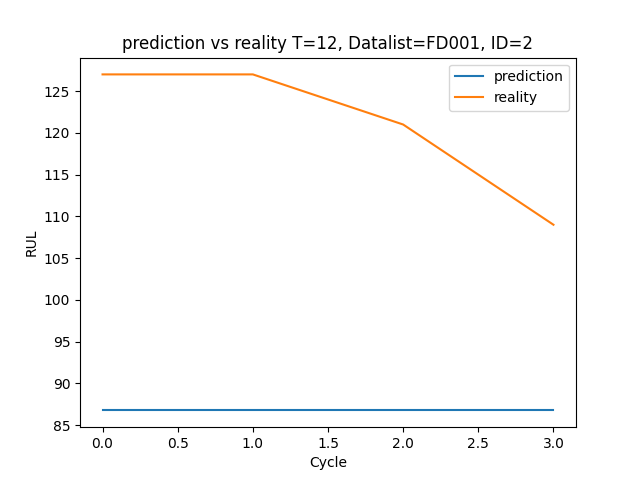 prediction vs reality T=12, Datalist=FD001, ID=2
prediction
reality
125
120
115
110
105
100
95
90
85
RUL
0.0 0.5 1.0 1.5 2.0 2.5 3.0
Cycle